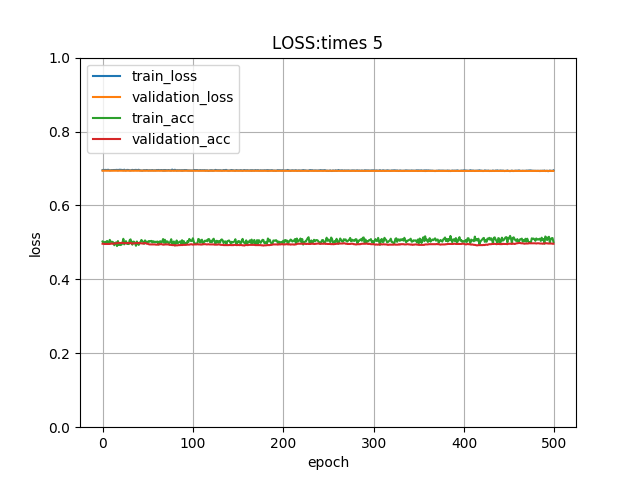 LOSS:times 5
1.0
0.8
0.6
0.4
0.2
0.0
loss
train_loss
validation_loss
train_acc
validation_acc
0 100 200 300 400 500
epoch